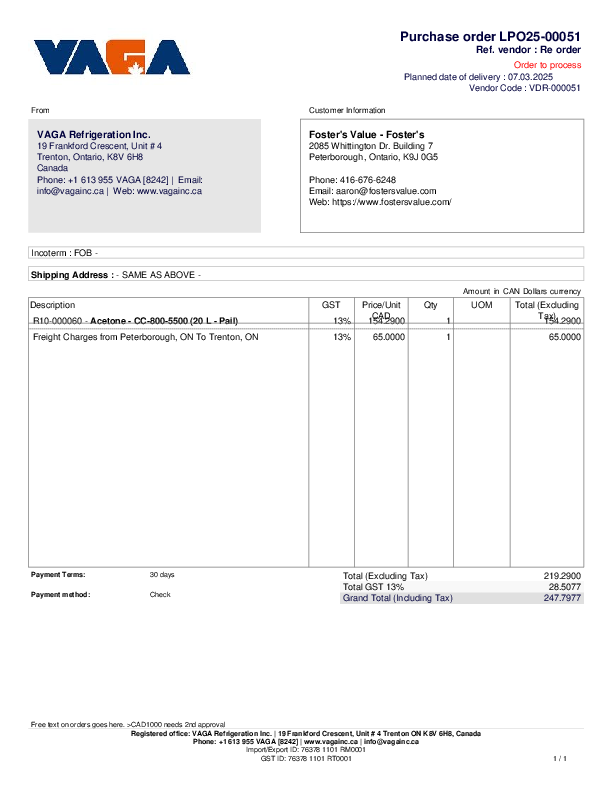 VAGA
Purchase order LPO25-00051
Ref. vendor : Re order
Order to process
Planned date of delivery : 07.03.2025
Vendor Code : VDR-000051
From
Customer Information
VAGA Refrigeration Inc.
19 Frankford Crescent, Unit # 4
Trenton, Ontario, K8V 6H8
Canada
Phone: +1 613 955 VAGA [8242] | Email:
info@vagainc.ca | Web: www.vagainc.ca
Foster's Value - Foster's
2085 Whittington Dr. Building 7
Peterborough, Ontario, K9J 0G5
Phone: 416-676-6248
Email: aaron@fostersvalue.com
Web: https://www.fostersvalue.com/
Incoterm : FOB -
Shipping Address : - SAME AS ABOVE -
Amount in CAN Dollars currency
Description GST Price/Unit CAD Qty UOM Total (Excluding Tax)
R10-000060 - Acetone - CC-800-5500 (20 L - Pail) 13% 154.2900 1 154.2900
Freight Charges from Peterborough, ON To Trenton, ON 13% 65.0000 1 65.0000
Payment Terms: 30 days
Payment method: Check
Total (Excluding Tax) 219.2900
Total GST 13% 28.5077
Grand Total (Including Tax) 247.7977
Free text on orders goes here. >CAD1000 needs 2nd approval
Registered office: VAGA Refrigeration Inc. | 19 Frankford Crescent, Unit # 4 Trenton ON K8V 6H8, Canada
Phone: +1 613 955 VAGA [8242] | www.vagainc.ca | info@vagainc.ca
Import/Export ID: 76378 1101 RM0001
GST ID: 76378 1101 RT0001
1 / 1